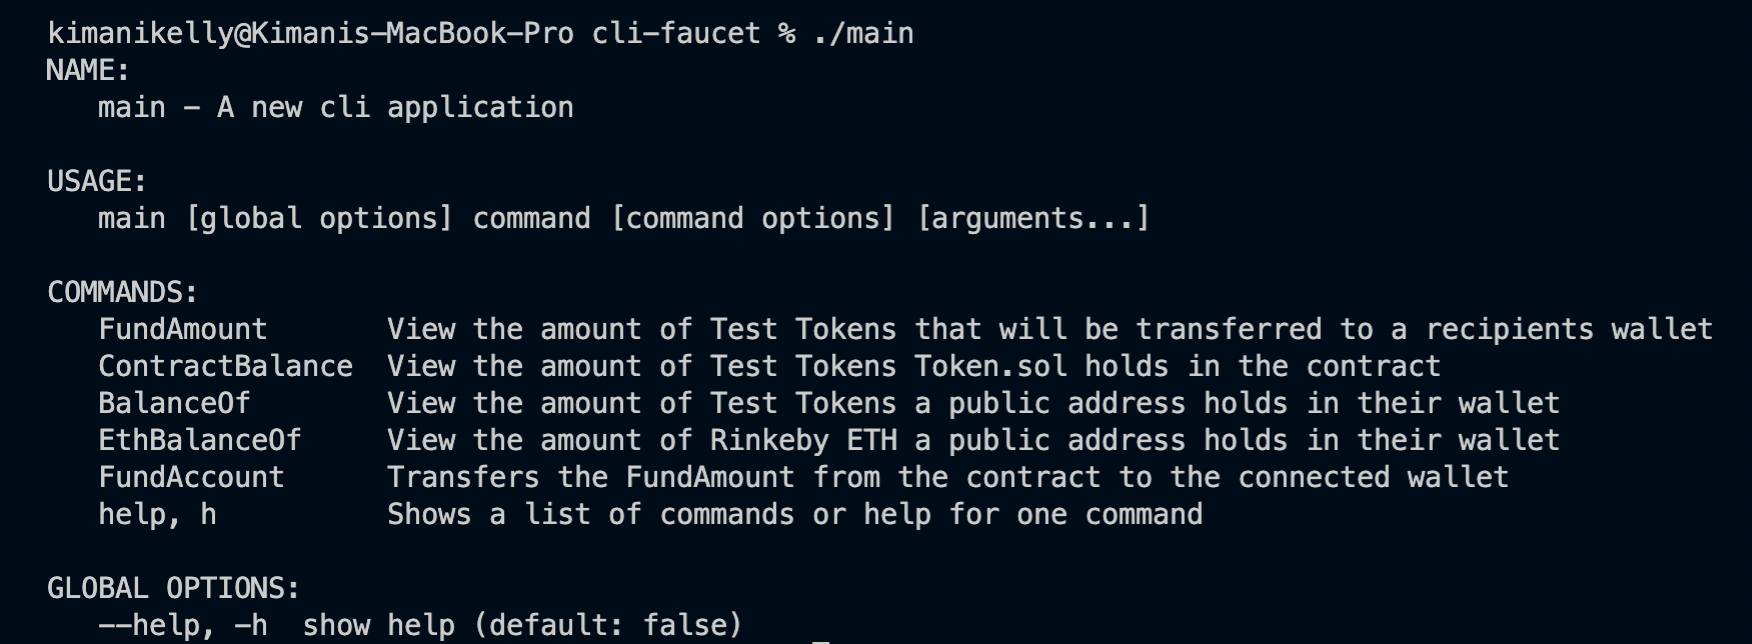 kimanikelly@Kimanis-MacBook-Pro cli-faucet % ./main
NAME:
   main - A new cli application

USAGE:
   main [global options] command [command options] [arguments...]

COMMANDS:
   FundAmount       View the amount of Test Tokens that will be transferred to a recipients wallet
   ContractBalance  View the amount of Test Tokens Token.sol holds in the contract
   BalanceOf        View the amount of Test Tokens a public address holds in their wallet
   EthBalanceOf     View the amount of Rinkeby ETH a public address holds in their wallet
   FundAccount      Transfers the FundAmount from the contract to the connected wallet
   help, h          Shows a list of commands or help for one command

GLOBAL OPTIONS:
   --help, -h  show help (default: false)